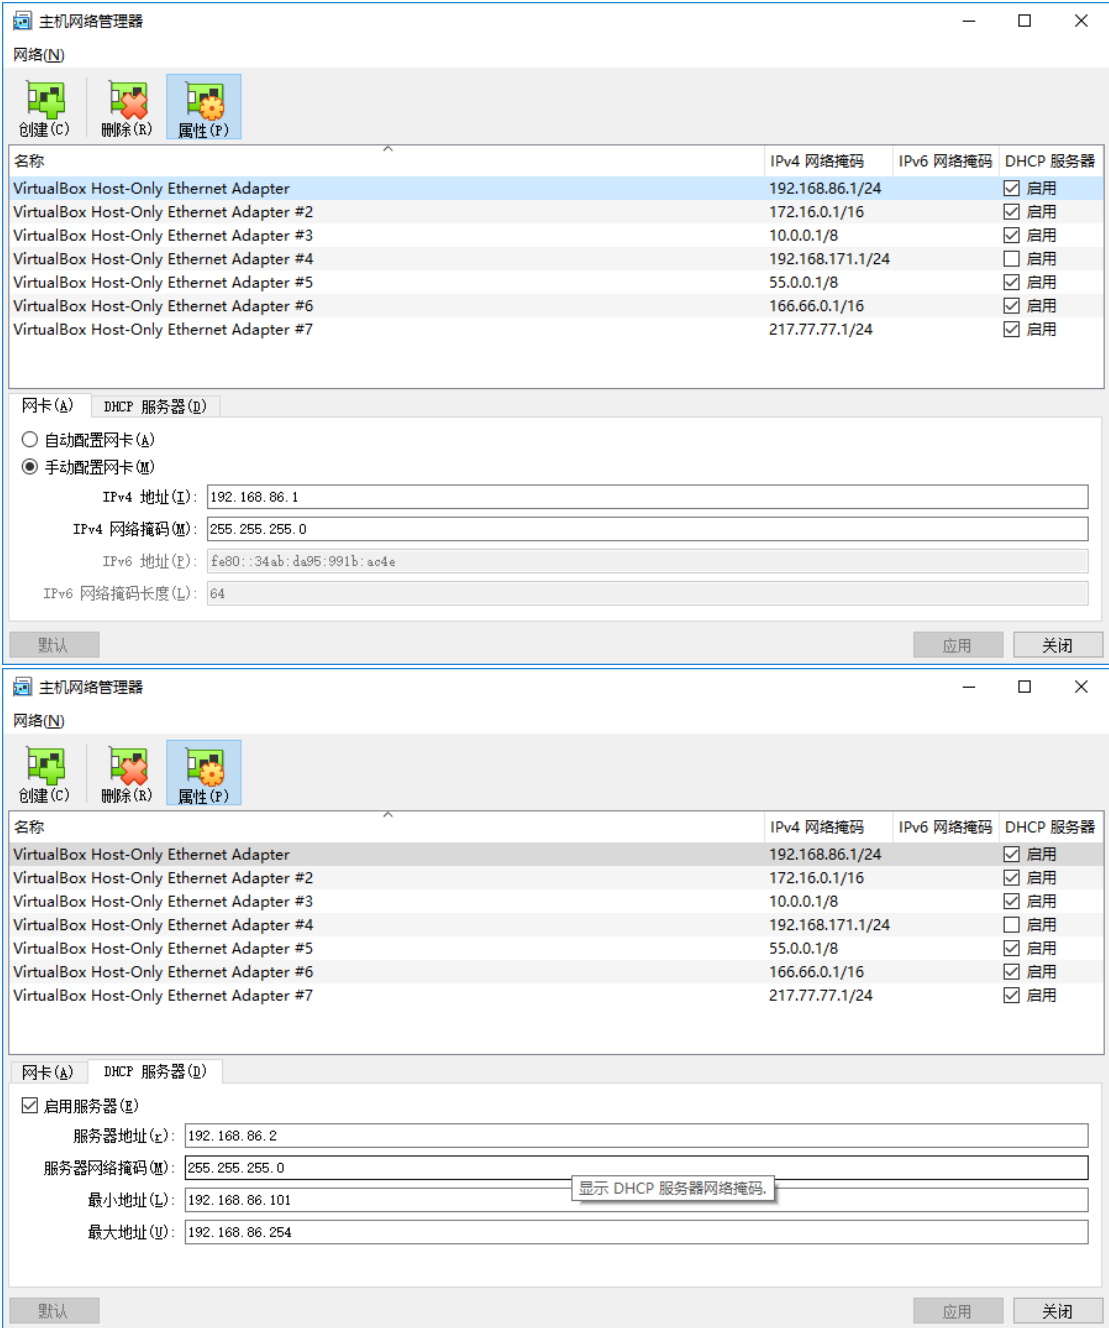 主机网络管理器
网络(N)
创建(C) 删除(R) 属性(P)
名称 IPv4 网络掩码 IPv6 网络掩码 DHCP 服务器
VirtualBox Host-Only Ethernet Adapter 192.168.86.1/24 启用
VirtualBox Host-Only Ethernet Adapter #2 172.16.0.1/16 启用
VirtualBox Host-Only Ethernet Adapter #3 10.0.0.1/8 启用
VirtualBox Host-Only Ethernet Adapter #4 192.168.171.1/24 启用
VirtualBox Host-Only Ethernet Adapter #5 55.0.0.1/8 启用
VirtualBox Host-Only Ethernet Adapter #6 166.66.0.1/16 启用
VirtualBox Host-Only Ethernet Adapter #7 217.77.77.1/24 启用
网卡(A) DHCP 服务器(D)
自动配置网卡(A)
手动配置网卡(M)
IPv4 地址(I): 192.168.86.1
IPv4 网络掩码(M): 255.255.255.0
IPv6 地址(P): fe80::34ab:da95:991b:ac4e
IPv6 网络掩码长度(L): 64
默认 应用 关闭
主机网络管理器
网络(N)
创建(C) 删除(R) 属性(P)
名称 IPv4 网络掩码 IPv6 网络掩码 DHCP 服务器
VirtualBox Host-Only Ethernet Adapter 192.168.86.1/24 启用
VirtualBox Host-Only Ethernet Adapter #2 172.16.0.1/16 启用
VirtualBox Host-Only Ethernet Adapter #3 10.0.0.1/8 启用
VirtualBox Host-Only Ethernet Adapter #4 192.168.171.1/24 启用
VirtualBox Host-Only Ethernet Adapter #5 55.0.0.1/8 启用
VirtualBox Host-Only Ethernet Adapter #6 166.66.0.1/16 启用
VirtualBox Host-Only Ethernet Adapter #7 217.77.77.1/24 启用
网卡(A) DHCP 服务器(D)
启用服务器(E)
服务器地址(r): 192.168.86.2
服务器网络掩码(M): 255.255.255.0
显示 DHCP 服务器网络掩码.
最小地址(L): 192.168.86.101
最大地址(U): 192.168.86.254
默认 应用 关闭